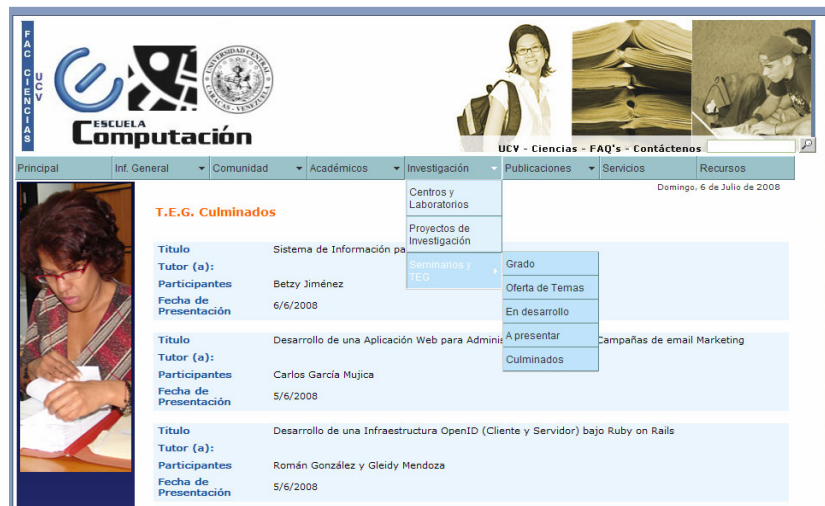 FAC CIENCIAS
UCV
UNIVERSIDAD CENTRAL
CARACAS - VENEZUELA
ESCUELA
Computación
UCV - Ciencias - FAQ's - Contáctenos
Principal Inf. General Comunidad Académicos Investigación Publicaciones Servicios Recursos
Domingo, 6 de Julio de 2008
Centros y
Laboratorios
Proyectos de
Investigación
Seminarios y
TEG
Grado
Oferta de Temas
En desarrollo
A presentar
Culminados
T.E.G. Culminados
Titulo Sistema de Información pa
Tutor (a):
Participantes Betzy Jiménez
Fecha de
Presentación 6/6/2008
Titulo Desarrollo de una Aplicación Web para Adminis Campañas de email Marketing
Tutor (a):
Participantes Carlos García Mujica
Fecha de
Presentación 5/6/2008
Titulo Desarrollo de una Infraestructura OpenID (Cliente y Servidor) bajo Ruby on Rails
Tutor (a):
Participantes Román González y Gleidy Mendoza
Fecha de
Presentación 5/6/2008